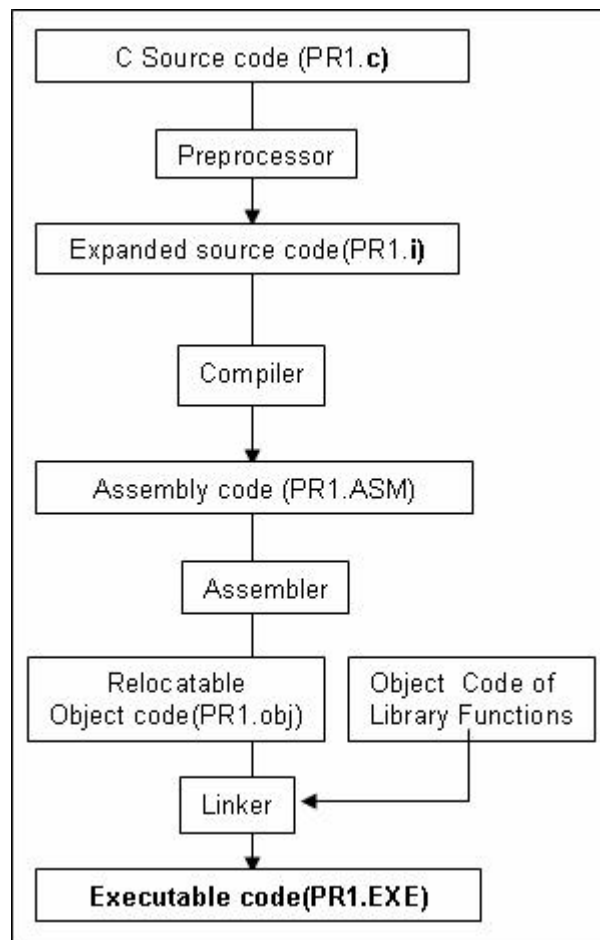 C Source code (PR1.c)
Preprocessor
Expanded source code(PR1.i)
Compiler
Assembly code (PR1.ASM)
Assembler
Relocatable
Object code(PR1.obj)
Object Code of
Library Functions
Linker
Executable code(PR1.EXE)